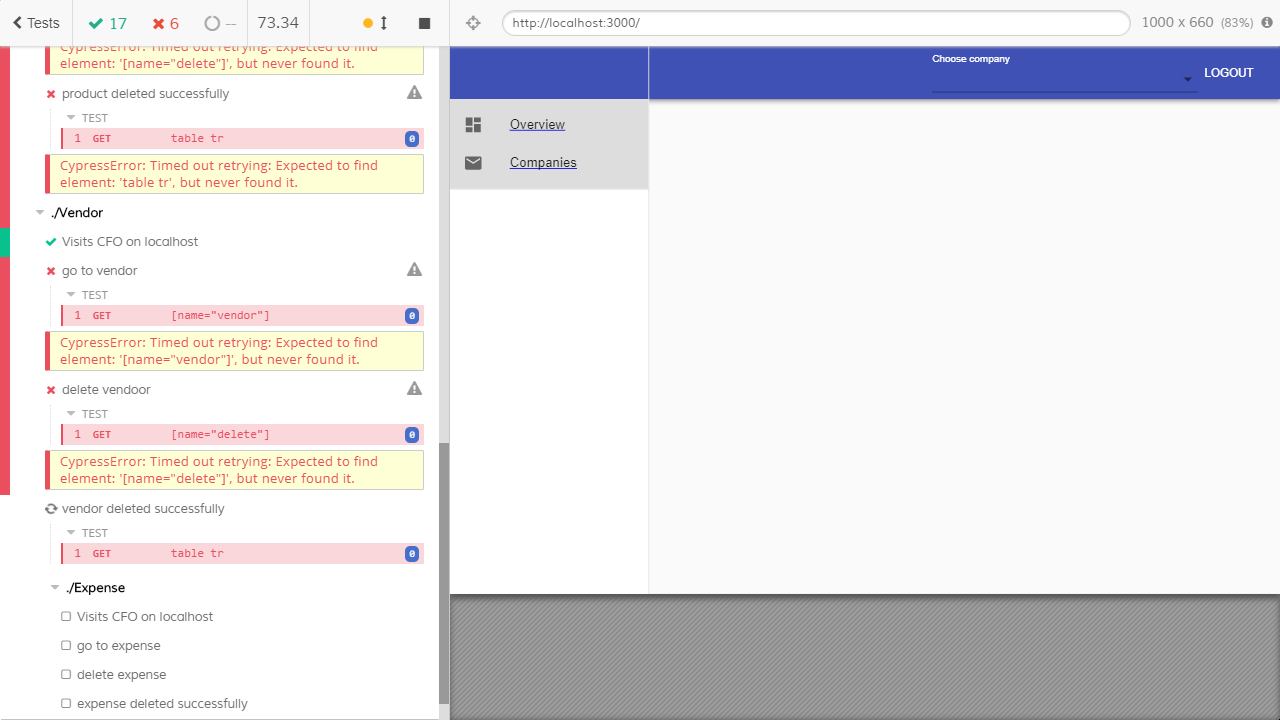 Tests
17
6
--
73.34
http://localhost:3000/
1000 x 660 (83%)
CypressError: Timed out retrying: Expected to find
element: '[name="delete"]', but never found it.
product deleted successfully
TEST
1 GET table tr 0
CypressError: Timed out retrying: Expected to find
element: 'table tr', but never found it.
./Vendor
Visits CFO on localhost
go to vendor
TEST
1 GET [name="vendor"] 0
CypressError: Timed out retrying: Expected to find
element: '[name="vendor"]', but never found it.
delete vendoor
TEST
1 GET [name="delete"] 0
CypressError: Timed out retrying: Expected to find
element: '[name="delete"]', but never found it.
vendor deleted successfully
TEST
1 GET table tr 0
./Expense
Visits CFO on localhost
go to expense
delete expense
expense deleted successfully
Choose company
LOGOUT
Overview
Companies